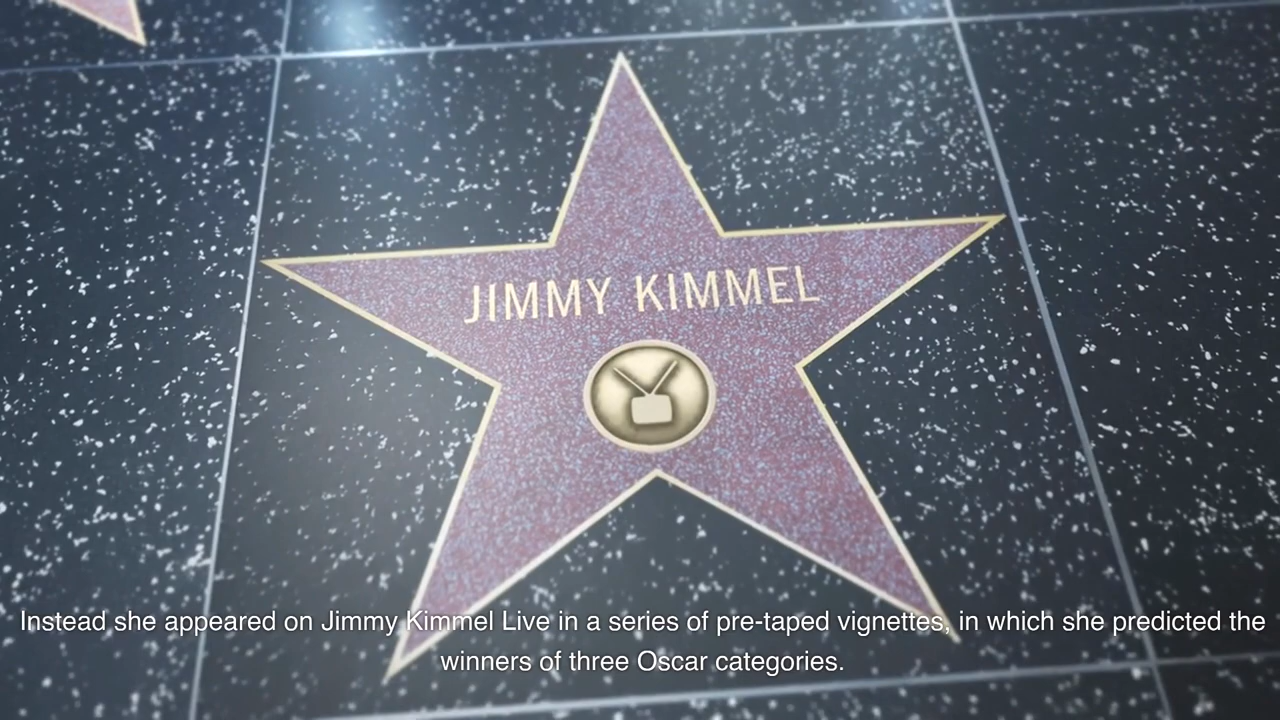 JIMMY KIMMEL
Instead she appeared on Jimmy Kimmel Live in a series of pre-taped vignettes, in which she predicted the
winners of three Oscar categories.